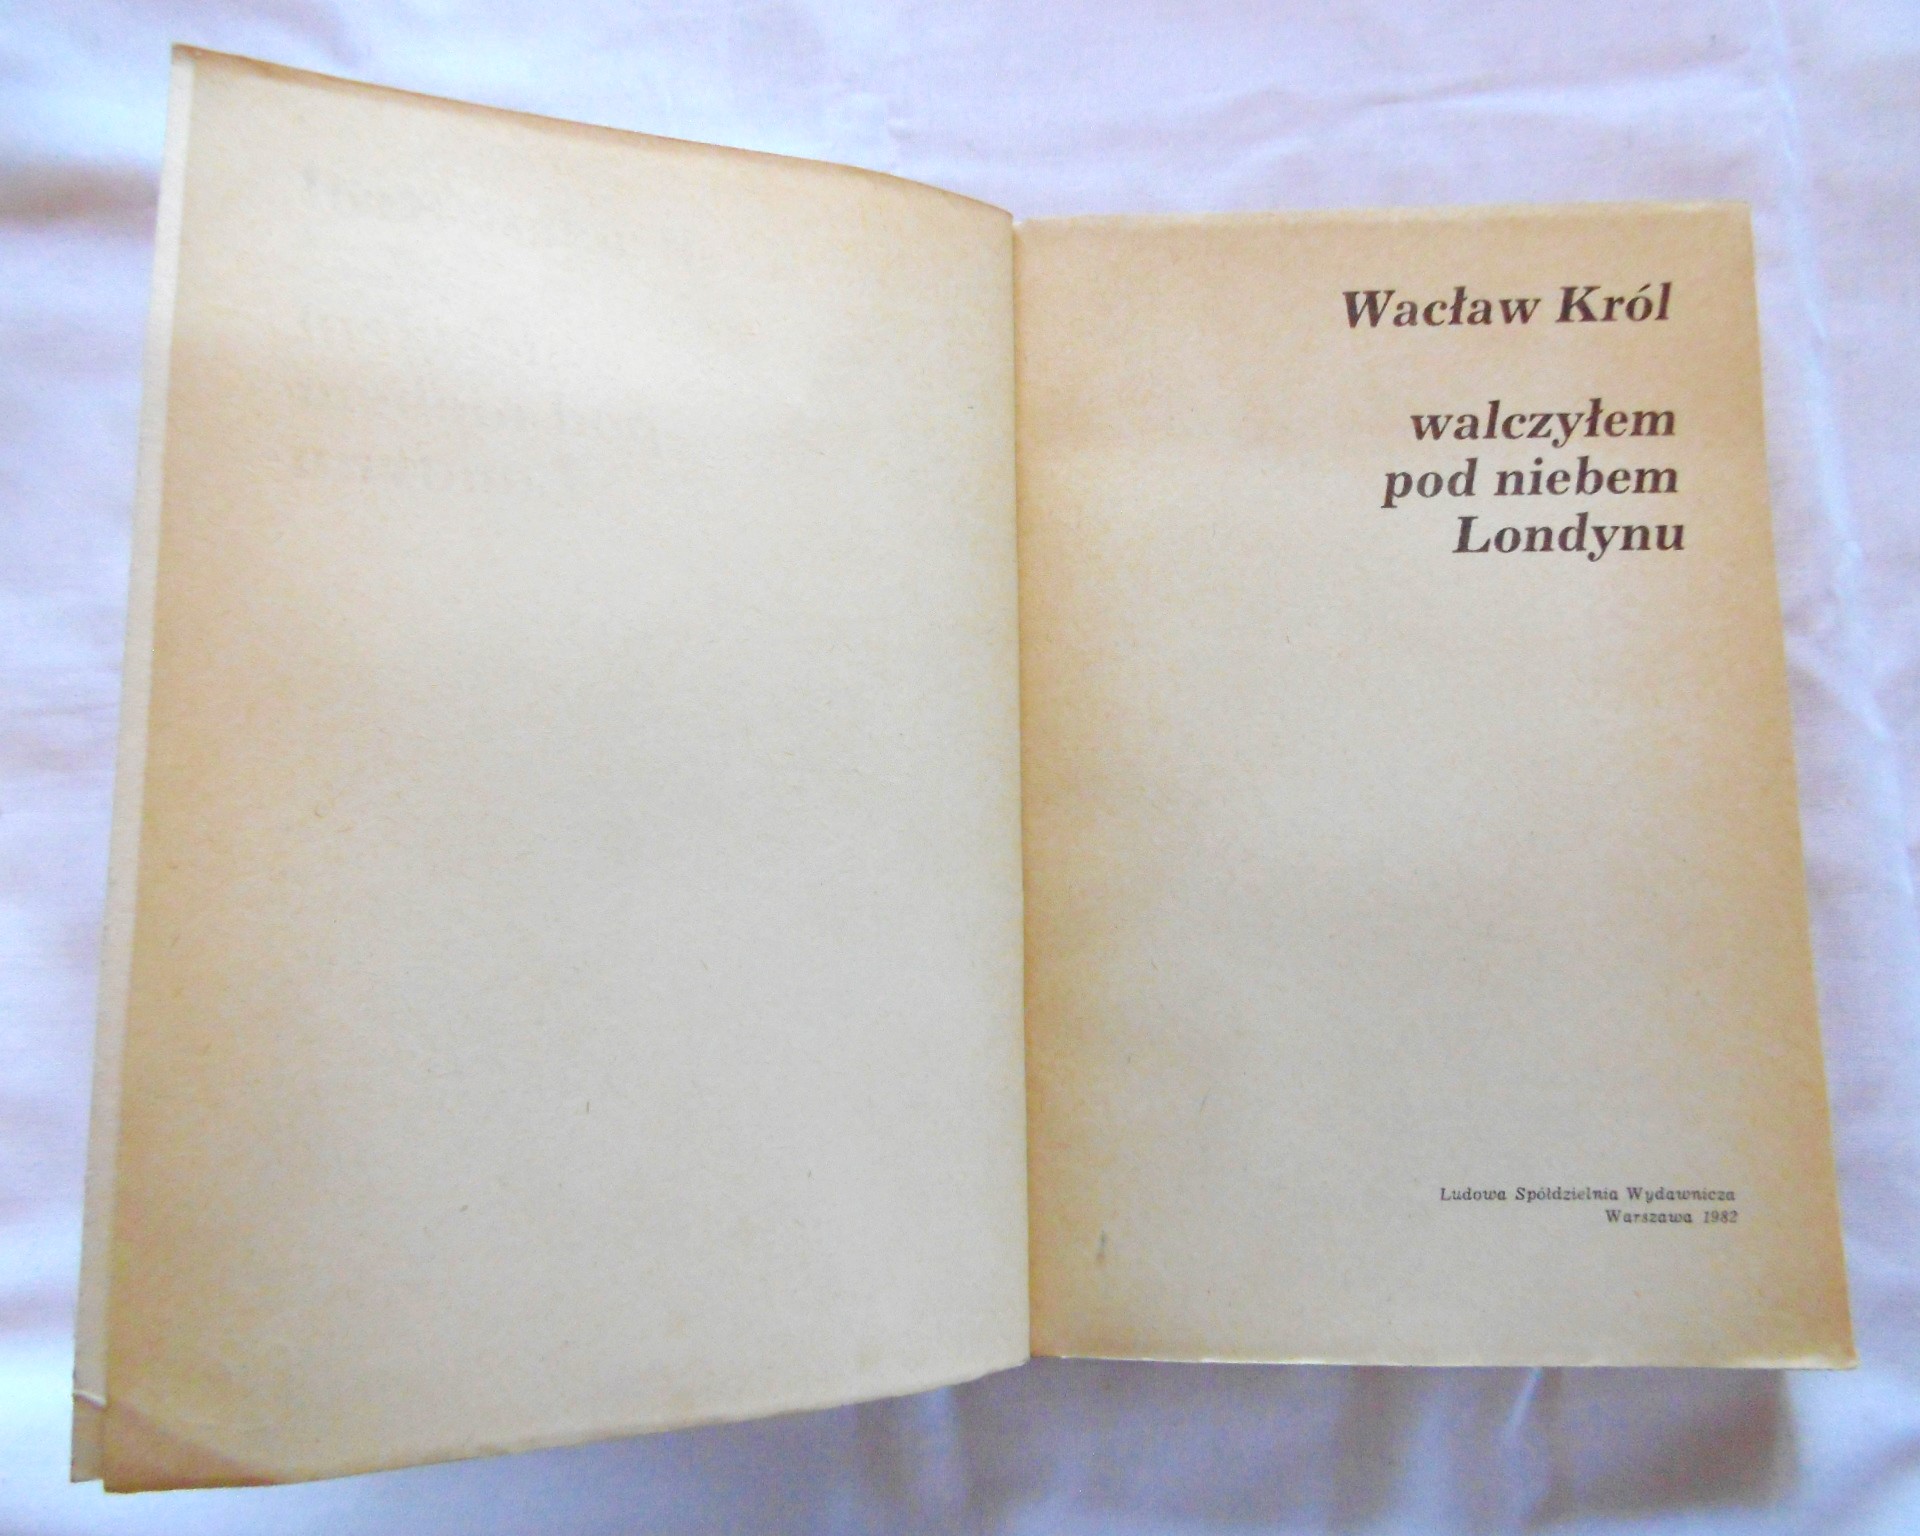 Wacław Król
walczyłem
pod niebem
Londynu
Ludowa Spółdzielnia Wydawnicza
Warszawa 1982